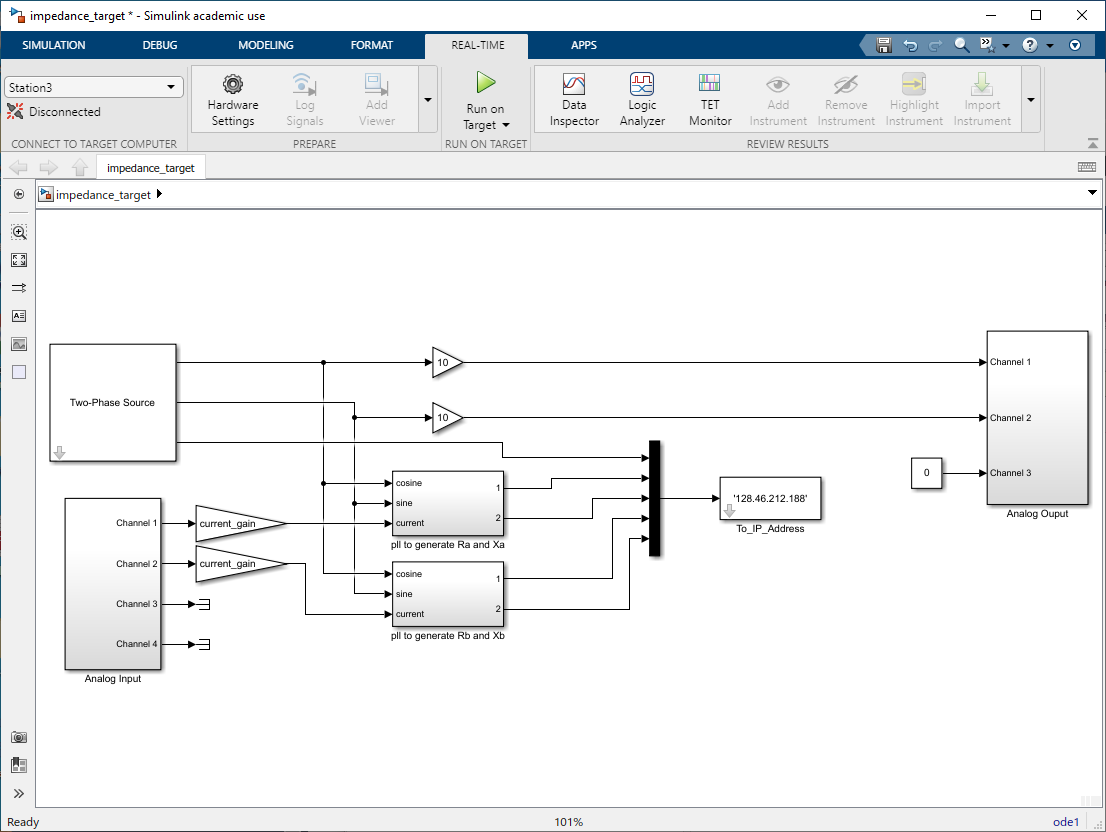 impedance_target * - Simulink academic use
SIMULATION DEBUG MODELING FORMAT REAL-TIME APPS
Station3
Disconnected
CONNECT TO TARGET COMPUTER
Hardware
Settings
Log
Signals
Add
Viewer
PREPARE
Run on
Target
RUN ON TARGET
Data
Inspector
Logic
Analyzer
TET
Monitor
Add
Instrument
Remove
Instrument
Highlight
Instrument
Import
Instrument
REVIEW RESULTS
impedance_target
impedance_target
Two-Phase Source
10
10
Channel 1
Channel 2
Channel 3
Analog Ouput
0
cosine
sine
current
1
2
pll to generate Ra and Xa
cosine
sine
current
1
2
pll to generate Rb and Xb
'128.46.212.188'
To_IP_Address
Channel 1
Channel 2
Channel 3
Channel 4
Analog Input
current_gain
current_gain
Ready
101%
ode1